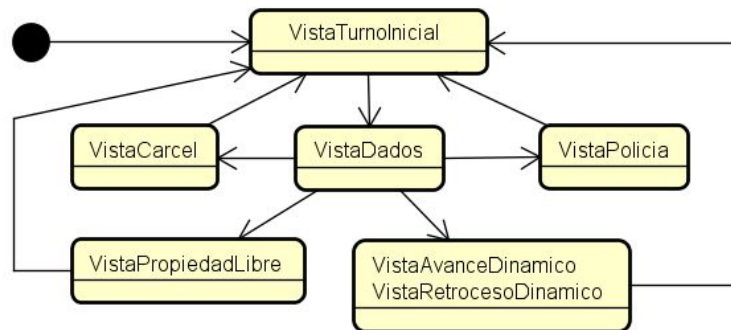 VistaTurnoInicial
VistaCarcel
VistaDados
VistaPolicia
VistaPropiedadLibre
VistaAvanceDinamico
VistaRetrocesoDinamico